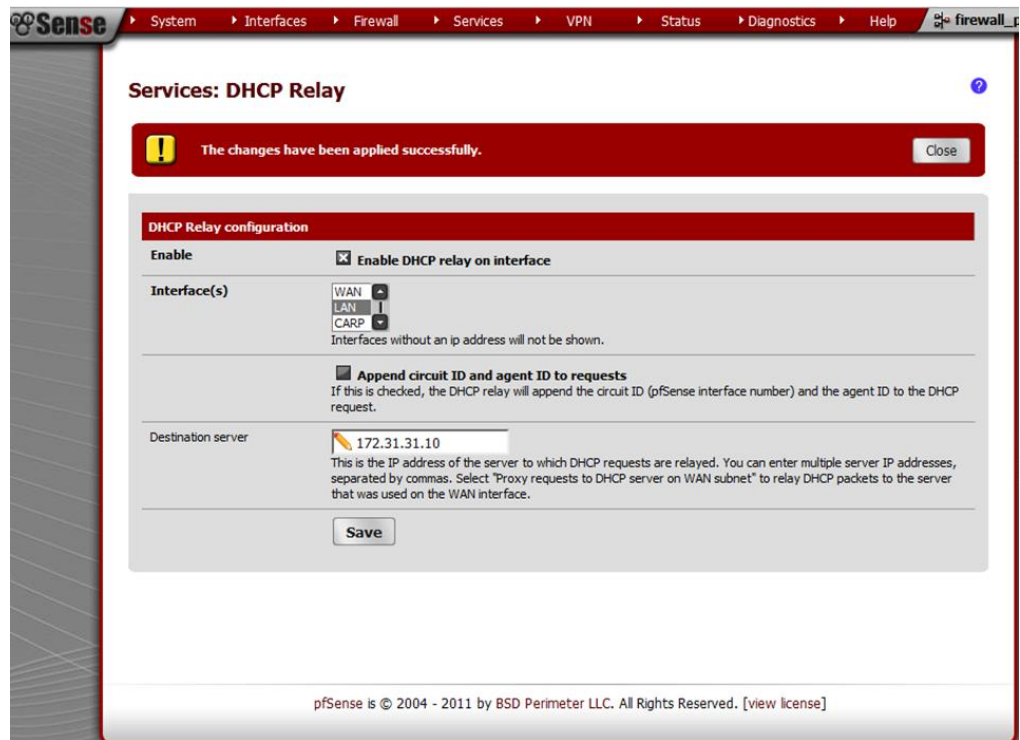 Sense System Interfaces Firewall Services VPN Status Diagnostics Help firewall_p
Services: DHCP Relay
?
! The changes have been applied successfully. Close
DHCP Relay configuration
Enable Enable DHCP relay on interface
Interface(s) WAN
LAN
CARP
Interfaces without an ip address will not be shown.
Append circuit ID and agent ID to requests
If this is checked, the DHCP relay will append the circuit ID (pfSense interface number) and the agent ID to the DHCP
request.
Destination server 172.31.31.10
This is the IP address of the server to which DHCP requests are relayed. You can enter multiple server IP addresses,
separated by commas. Select "Proxy requests to DHCP server on WAN subnet" to relay DHCP packets to the server
that was used on the WAN interface.
Save
pfSense is © 2004 - 2011 by BSD Perimeter LLC. All Rights Reserved. [view license]